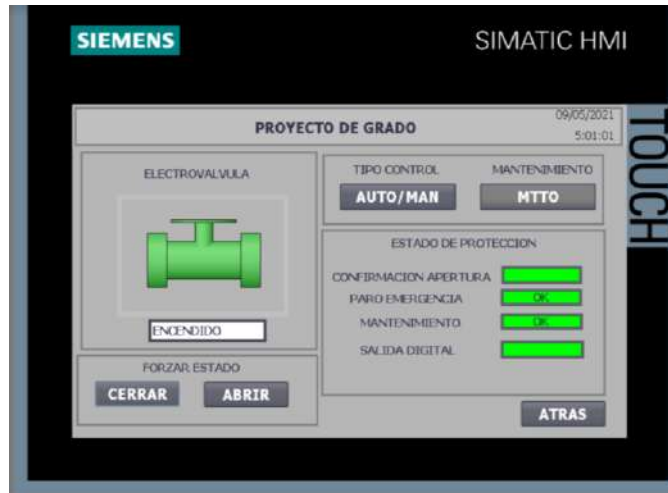 SIEMENS
SIMATIC HMI
TOUCH
PROYECTO DE GRADO
09/05/2021
5:01:01
ELECTROVALVULA
ENCENDIDO
FORZAR ESTADO
CERRAR
ABRIR
TIPO CONTROL
MANTENIMIENTO
AUTO/MAN
MTTO
ESTADO DE PROTECCION
CONFIRMACION APERTURA
PARO EMERGENCIA
OK
MANTENIMIENTO
OK
SALIDA DIGITAL
ATRAS